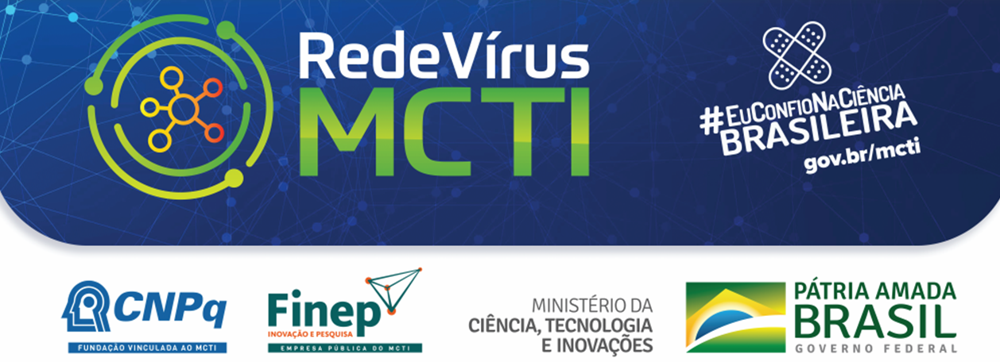 RedeVírus
MCTI
#EuConfioNaCiência
BRASILEIRA
gov.br/mcti
CNPq
FUNDAÇÃO VINCULADA AO MCTI
Finep
INOVAÇÃO E PESQUISA
EMPRESA PÚBLICA DO MCTI
MINISTÉRIO DA
CIÊNCIA, TECNOLOGIA
E INOVAÇÕES
PÁTRIA AMADA
BRASIL
GOVERNO FEDERAL